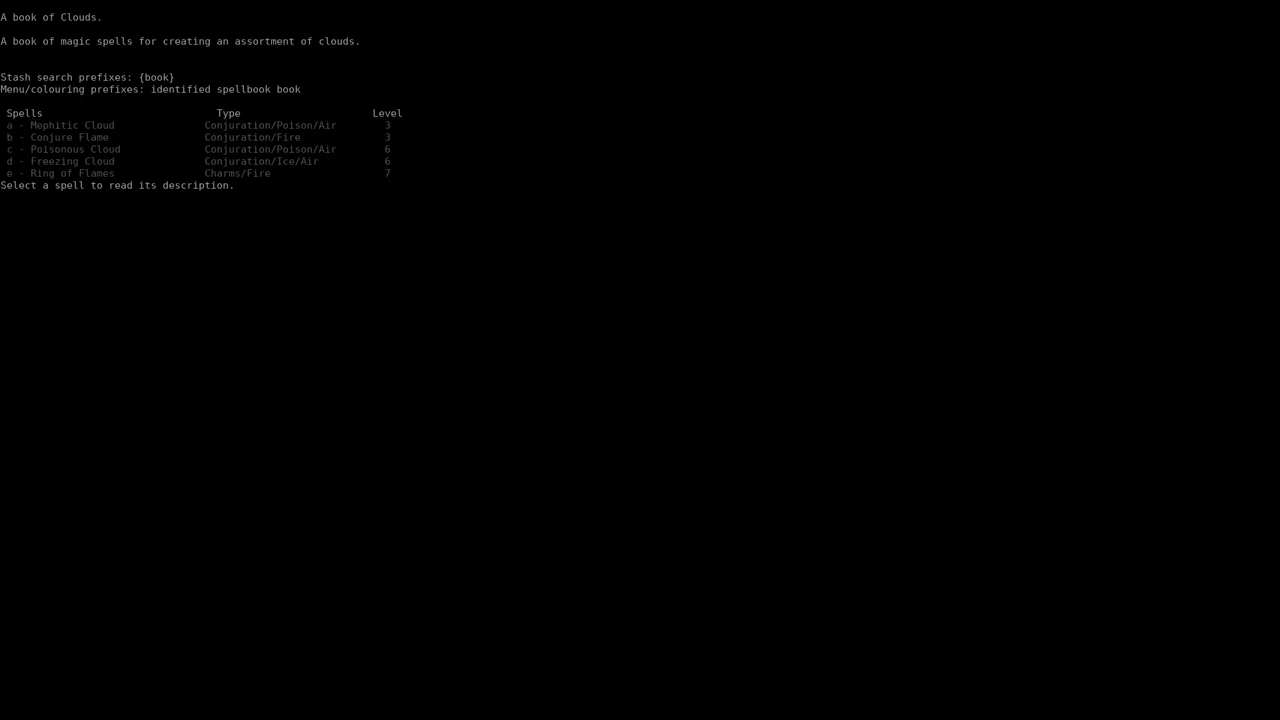 A book of Clouds.
A book of magic spells for creating an assortment of clouds.
Stash search prefixes: {book}
Menu/colouring prefixes: identified spellbook book
Spells Type Level
a - Mephitic Cloud Conjuration/Poison/Air 3
b - Conjure Flame Conjuration/Fire 3
c - Poisonous Cloud Conjuration/Poison/Air 6
d - Freezing Cloud Conjuration/Ice/Air 6
e - Ring of Flames Charms/Fire 7
Select a spell to read its description.